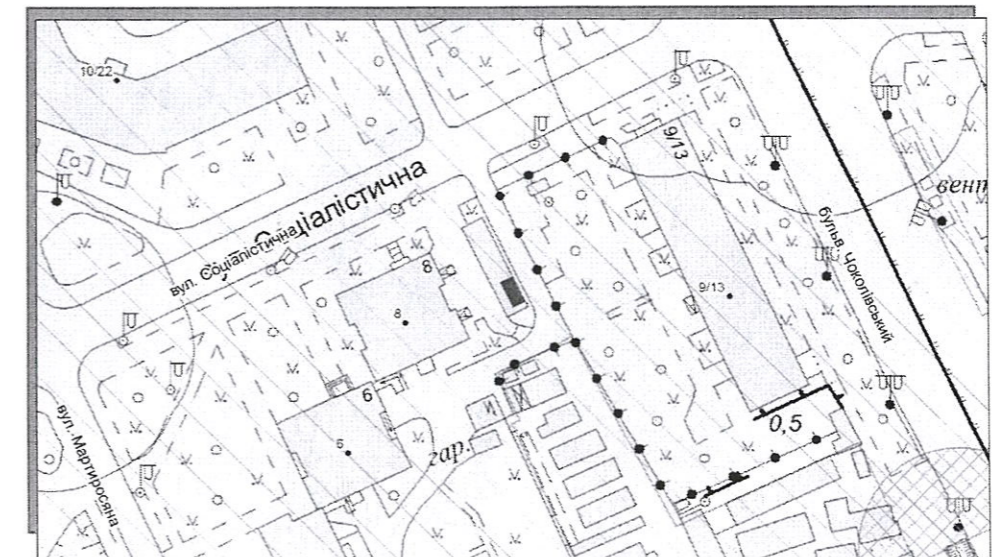 10/22
9/13
вент
вул. Соціалістична
8
8
9/13
бульв Чоколівський
6
6
0,5
гар.
вул. Мартиросяна